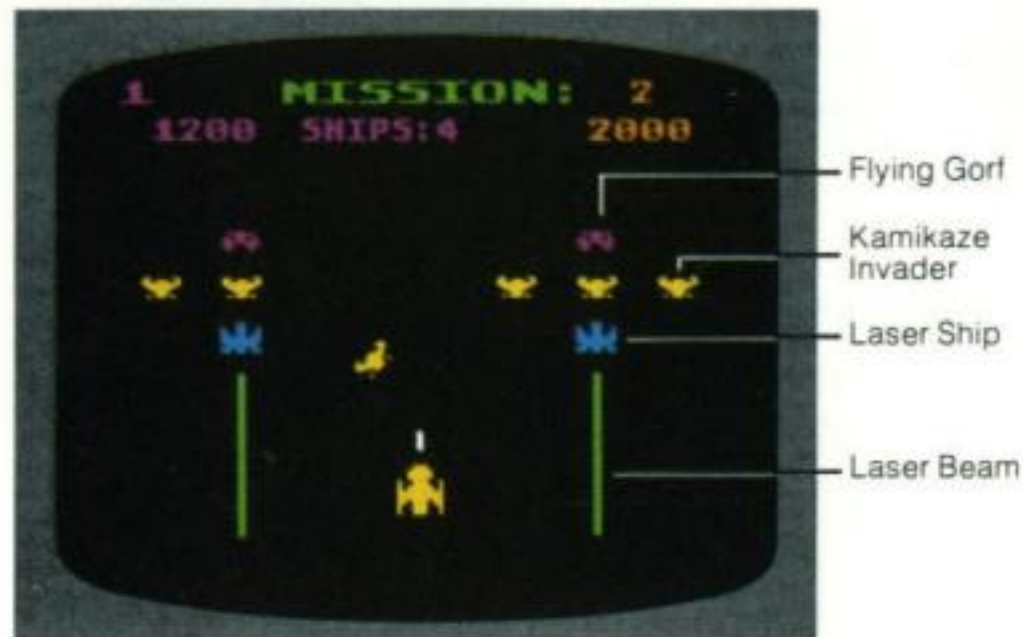 1 MISSION: 2
1200 SHIPS:4 2000
Flying Gorf
Kamikaze
Invader
Laser Ship
Laser Beam